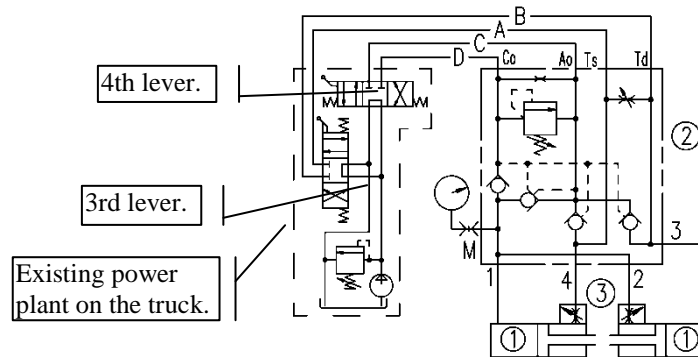 B
A
C
D
Ca Ao Ts Td
4th lever.
2
3rd lever.
3
M
Existing power
plant on the truck.
1 4 3 2
1 1